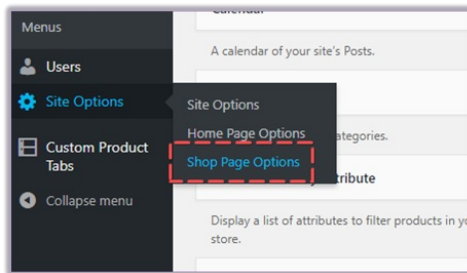 Menus
Users
Site Options
Custom Product
Tabs
Collapse menu
Site Options
Home Page Options
Shop Page Options
Calendar
A calendar of your site's Posts.
ategories.
ttribute
Display a list of attributes to filter products in
store.